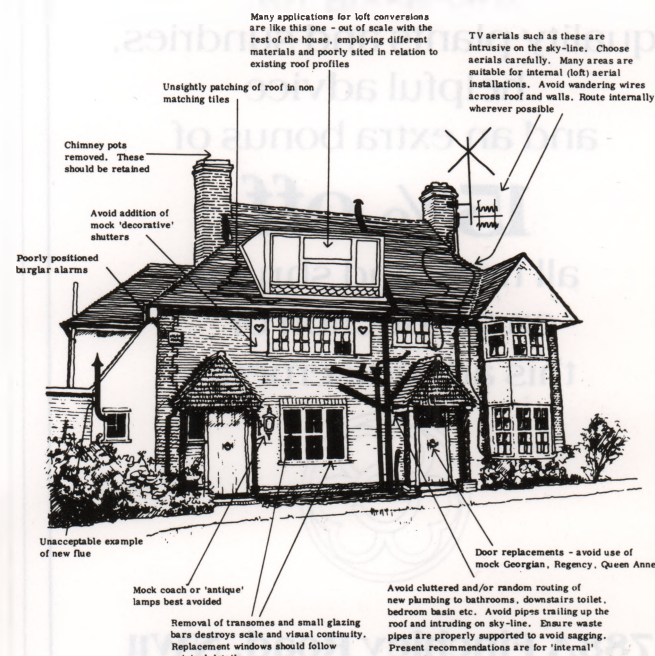 Many applications for loft conversions
are like this one - out of scale with the
rest of the house, employing different
materials and poorly sited in relation to
existing roof profiles
TV aerials such as these are
intrusive on the sky-line. Choose
aerials carefully. Many areas are
suitable for internal (loft) aerial
installations. Avoid wandering wires
across roof and walls. Route internally
wherever possible
Unsightly patching of roof in non
matching tiles
Chimney pots
removed. These
should be retained
Avoid addition of
mock 'decorative'
shutters
Poorly positioned
burglar alarms
Unacceptable example
of new flue
Mock coach or 'antique'
lamps best avoided
Removal of transomes and small glazing
bars destroys scale and visual continuity.
Replacement windows should follow
Door replacements - avoid use of
mock Georgian, Regency, Queen Anne
Avoid cluttered and/or random routing of
new plumbing to bathrooms, downstairs toilet,
bedroom basin etc. Avoid pipes trailing up the
roof and intruding on sky-line. Ensure waste
pipes are properly supported to avoid sagging.
Present recommendations are for 'internal'